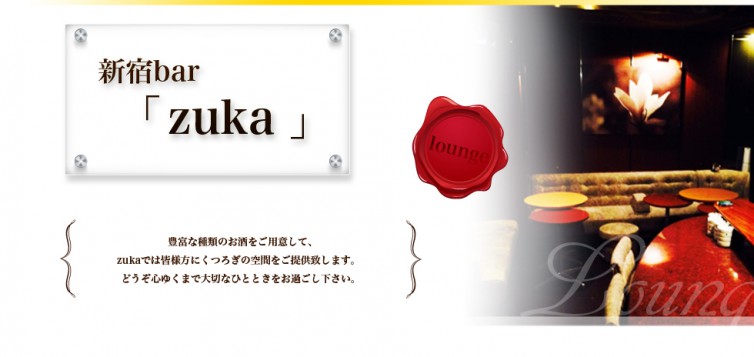 新宿bar
「 zuka 」
lounge
豊富な種類のお酒をご用意して、
zukaでは皆様方にくつろぎの空間をご提供致します。
どうぞ心ゆくまで大切なひとときをお過ごし下さい。
Loung